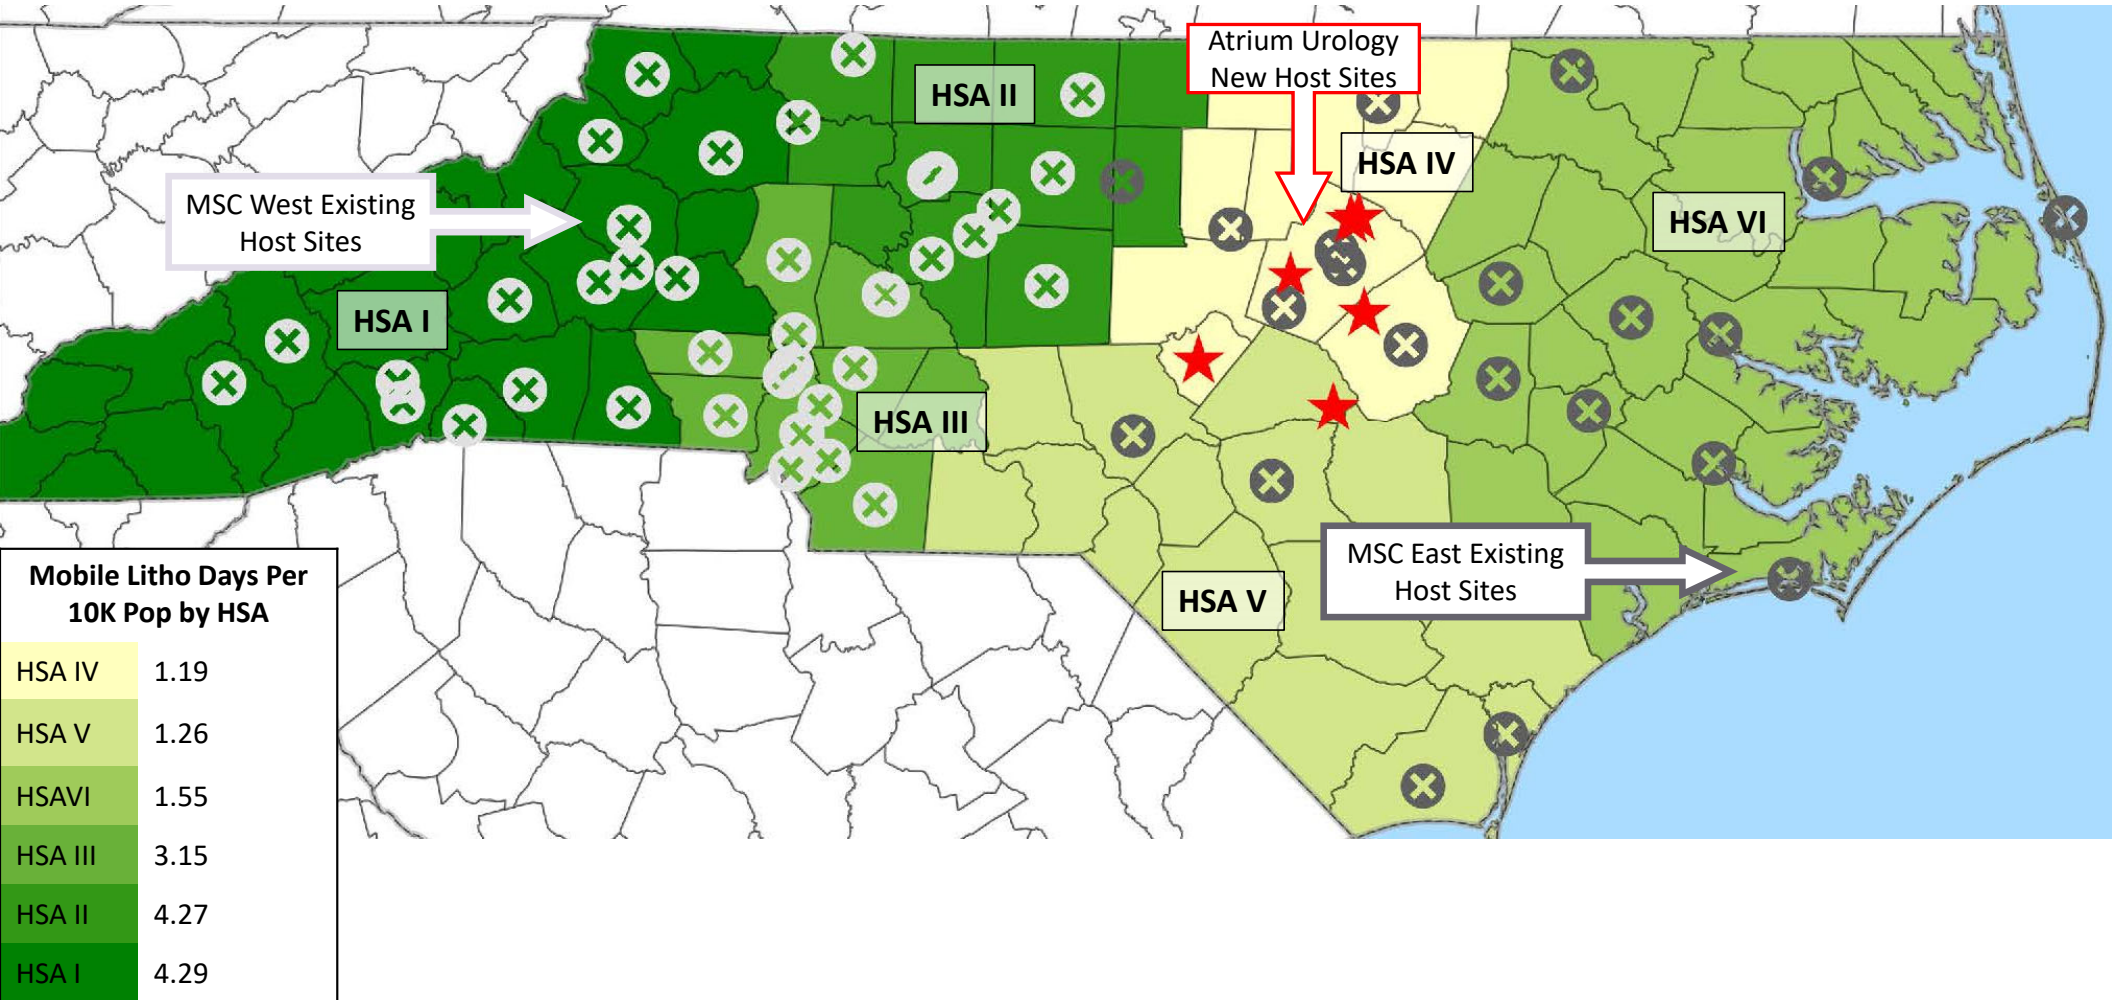 Atrium Urology
New Host Sites
HSA II
HSA IV
MSC West Existing
Host Sites
HSA VI
HSA I
HSA III
MSC East Existing
Host Sites
HSA V
Mobile Litho Days Per
10K Pop by HSA
HSA IV 1.19
HSA V 1.26
HSAVI 1.55
HSA III 3.15
HSA II 4.27
HSA I 4.29